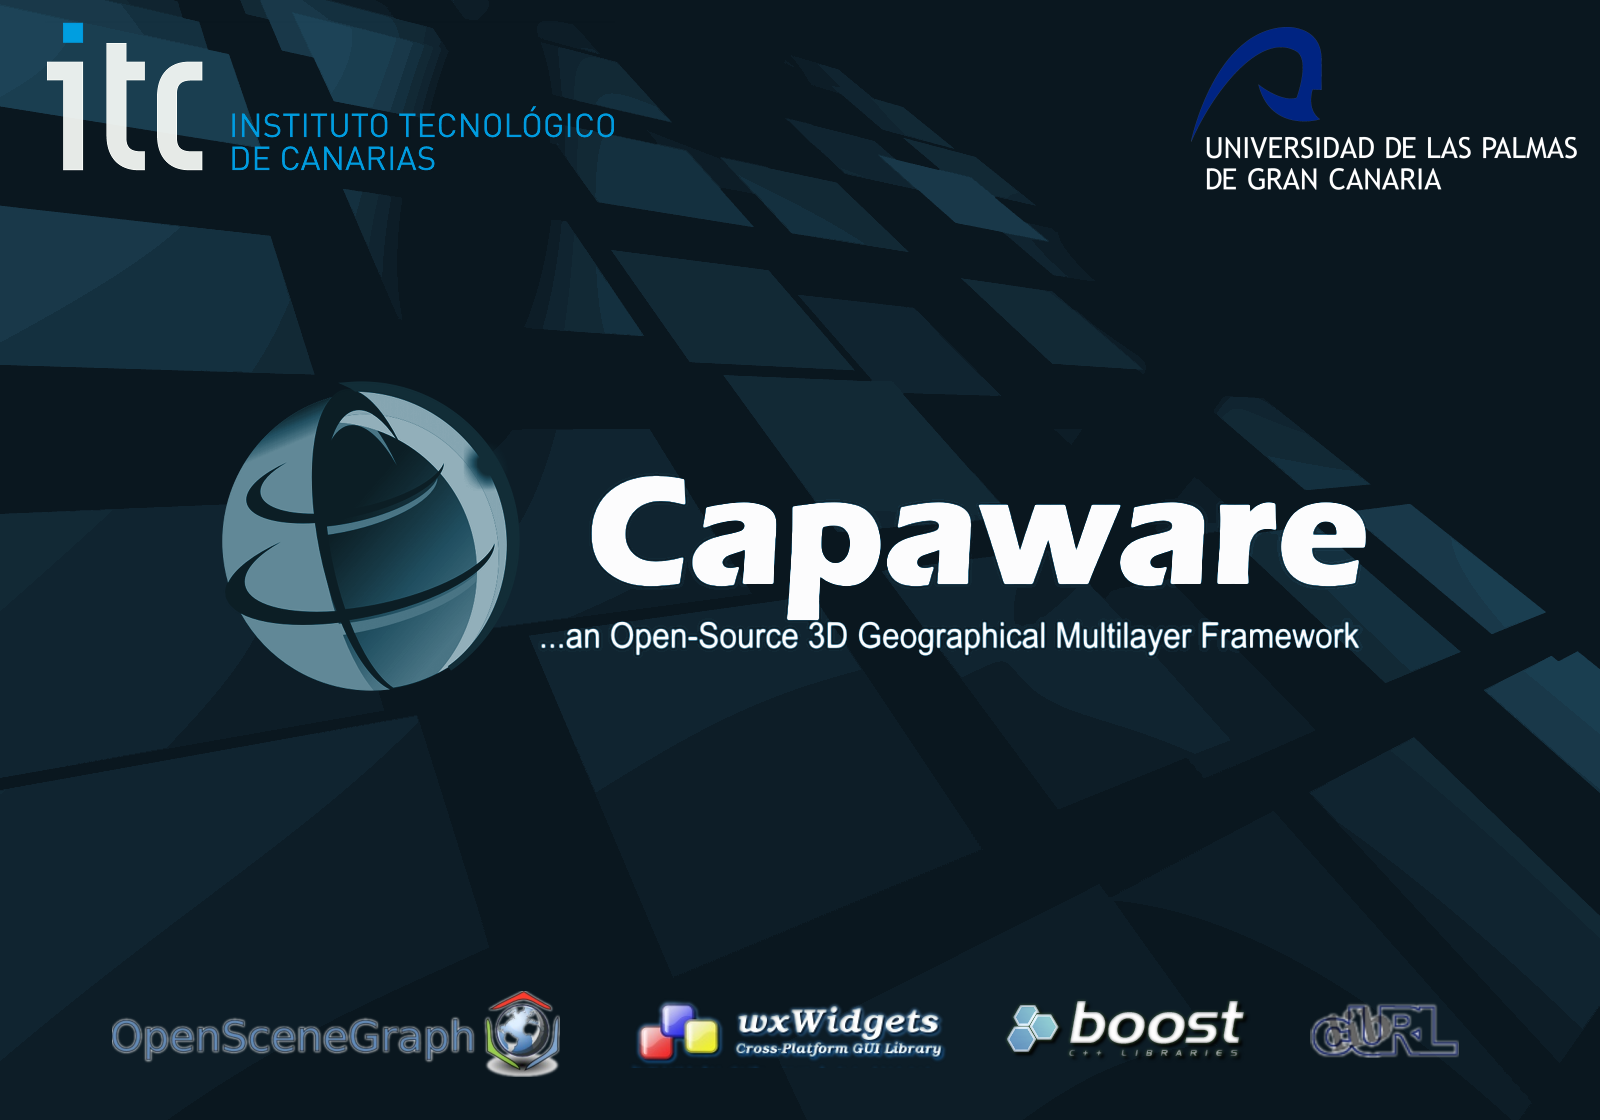 itc
INSTITUTO TECNOLÓGICO
DE CANARIAS
UNIVERSIDAD DE LAS PALMAS
DE GRAN CANARIA
Capaware
...an Open-Source 3D Geographical Multilayer Framework
OpenSceneGraph
wxWidgets
Cross-Platform GUI Library
boost
C++ LIBRARIES